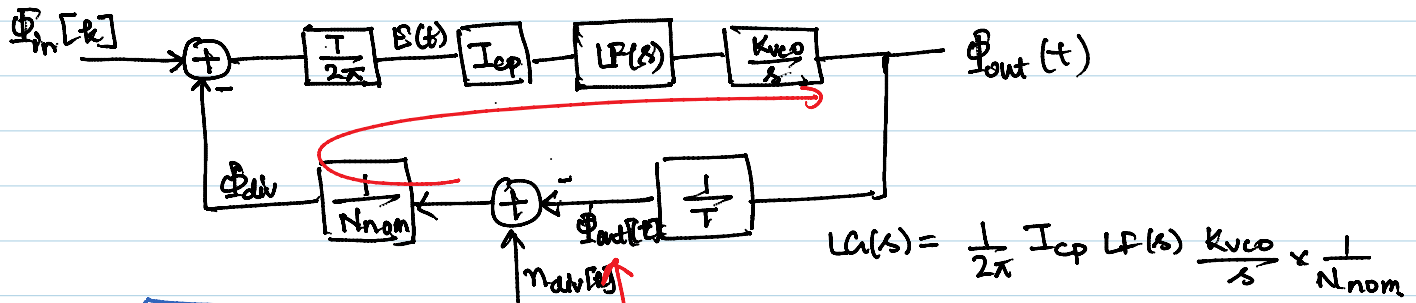 Φin[k]
+
-
T/2π
E(t)
Icp
LF(s)
Kvco/s
Φout(t)
Φdiv
1/Nnom
+
-
Φout[k]
1/T
ndiv[k]
LG(s) = 1/2π Icp LF(s) Kvco/s × 1/Nnom